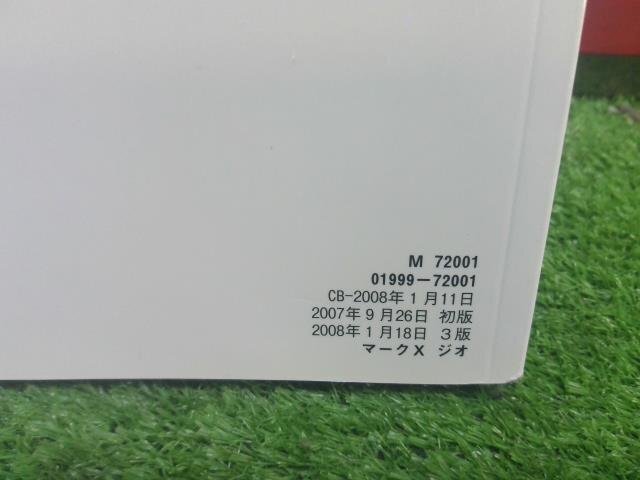 M 72001
01999-72001
CB-2008年1月11日
2007年9月26日 初版
2008年1月18日 3版
マークX ジオ